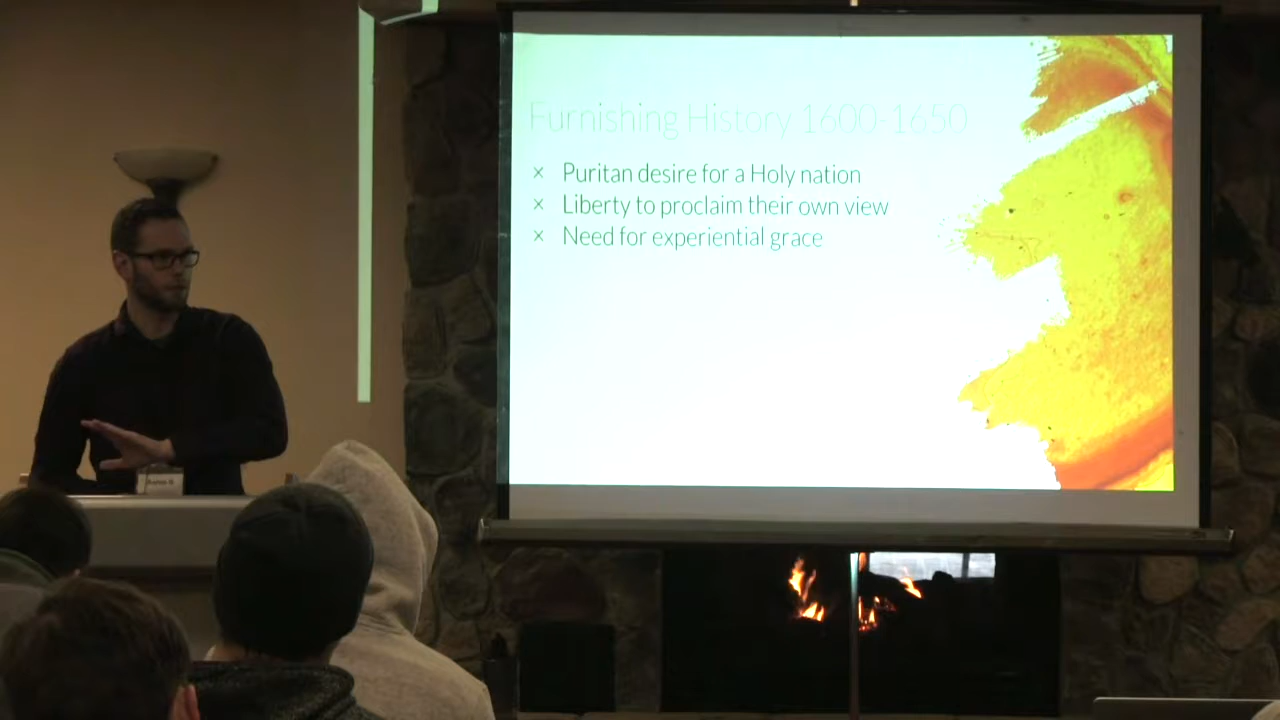 Furnishing History 1600-1650
× Puritan desire for a Holy nation
× Liberty to proclaim their own view
× Need for experiential grace